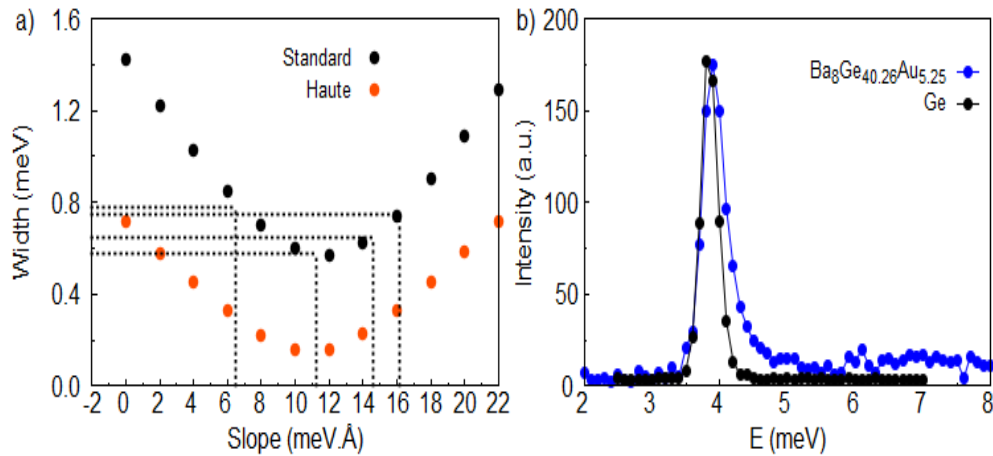 a)
Width (meV)
1.6
1.2
0.8
0.4
0.0
Standard
Haute
-2 0 2 4 6 8 10 12 14 16 18 20 22
Slope (meV.Å)
b)
Intensity (a.u.)
200
150
100
50
0
Ba8Ge40.26Au5.25
Ge
2 3 4 5 6 7 8
E (meV)